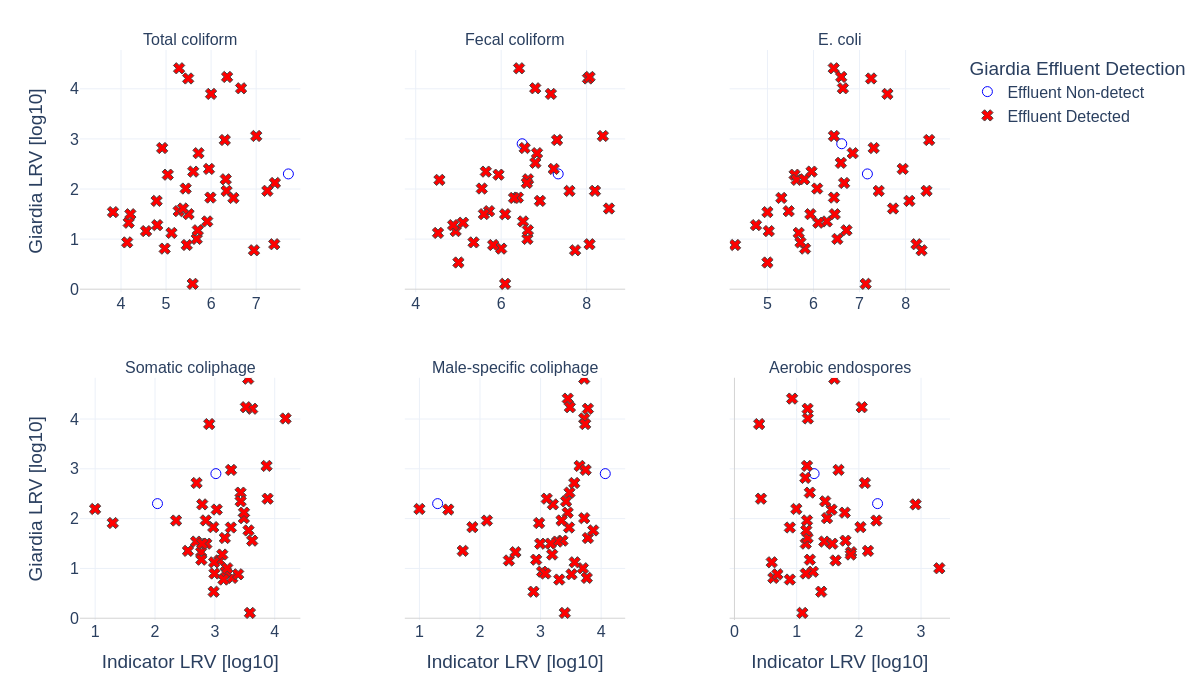 Total coliform
Fecal coliform
E. coli
Giardia LRV [log10]
4
3
2
1
0
4 5 6 7
4 6 8
5 6 7 8
Giardia Effluent Detection
Effluent Non-detect
Effluent Detected
Somatic coliphage
Male-specific coliphage
Aerobic endospores
Giardia LRV [log10]
4
3
2
1
0
1 2 3 4
1 2 3 4
0 1 2 3
Indicator LRV [log10]
Indicator LRV [log10]
Indicator LRV [log10]